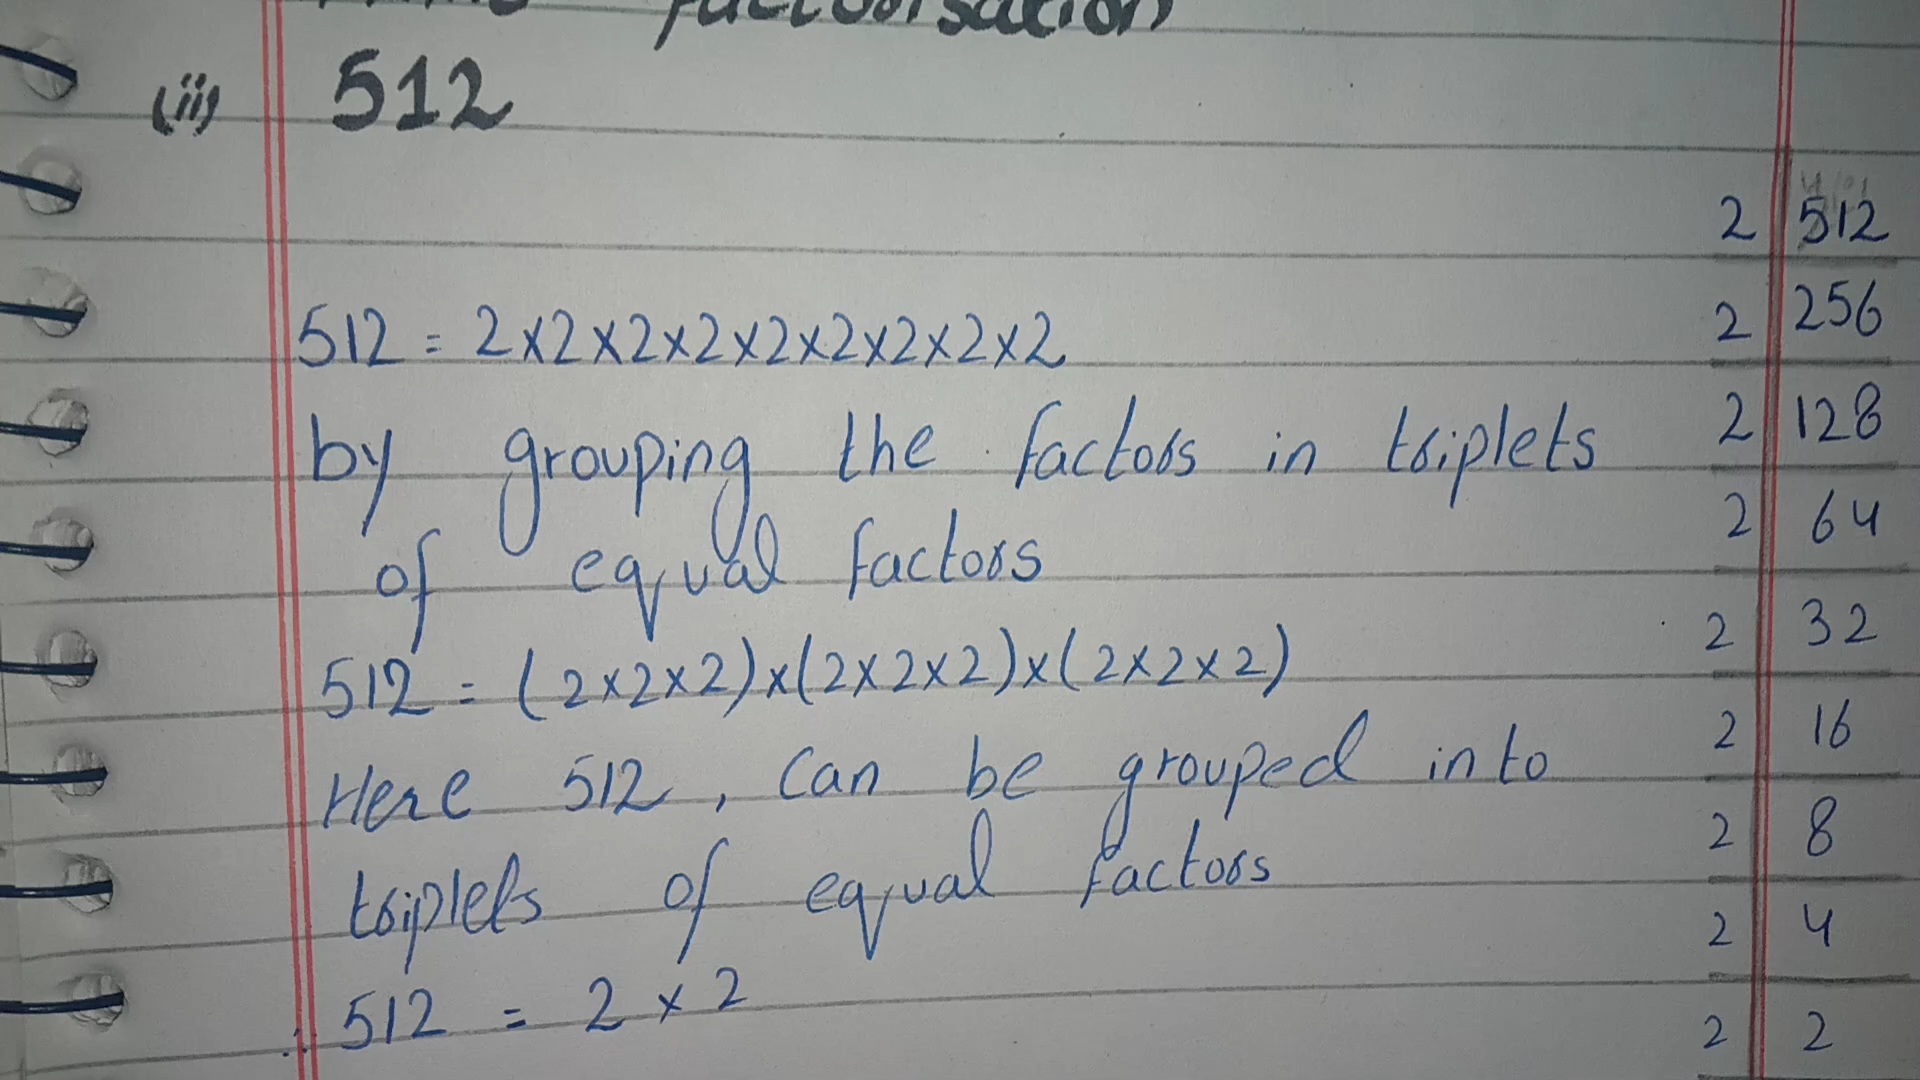 factorisation
(ii) 512
512 = 2×2×2×2×2×2×2×2×2
by grouping the factors in triplets
of equal factors
512 = (2×2×2)×(2×2×2)×(2×2×2)
Here 512, can be grouped into
triplets of equal factors
∴ 512 = 2 × 2
2 512
2 256
2 128
2 64
2 32
2 16
2 8
2 4
2 2